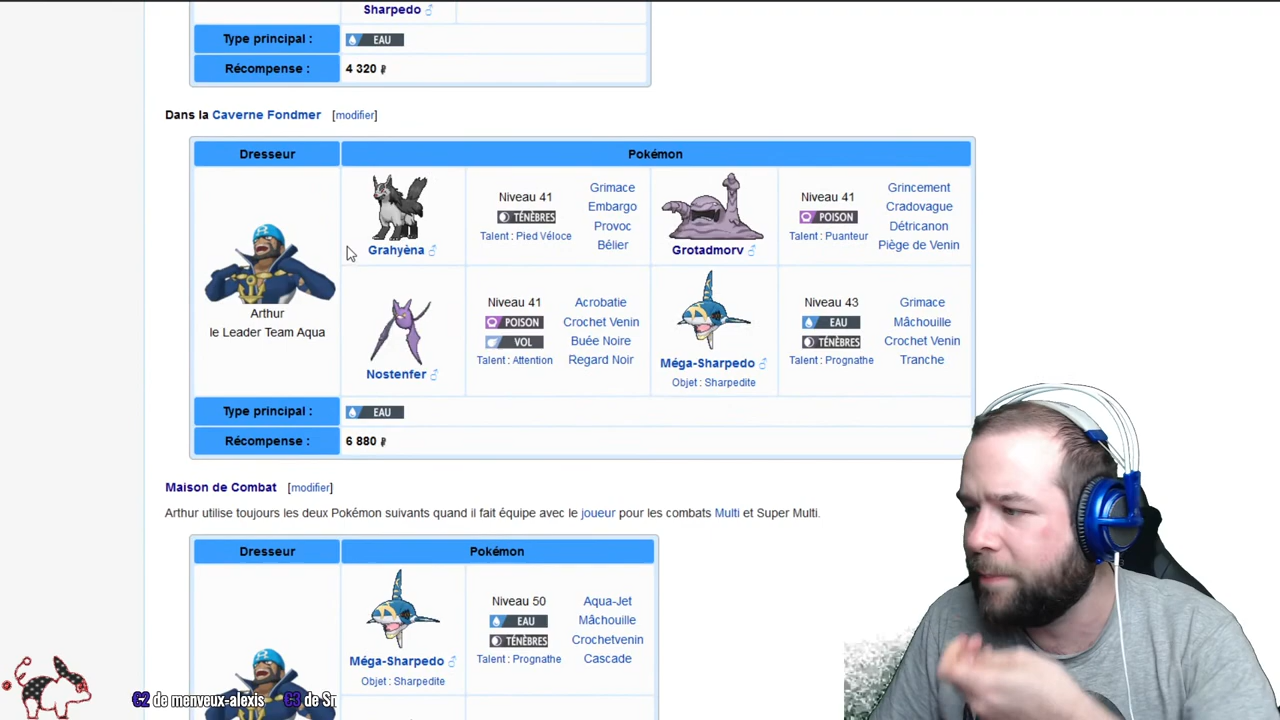 Sharpedo ♂
Type principal : EAU
Récompense : 4 320 ₽
Dans la Caverne Fondmer [modifier]
Dresseur Pokémon
Arthur
le Leader Team Aqua
Grahyèna ♂
Niveau 41
TÉNÈBRES
Talent : Pied Véloce
Grimace
Embargo
Provoc
Bélier
Grotadmorv ♂
Niveau 41
POISON
Talent : Puanteur
Grincement
Cradovague
Détricanon
Piège de Venin
Nostenfer ♂
Niveau 41
POISON
VOL
Talent : Attention
Acrobatie
Crochet Venin
Buée Noire
Regard Noir
Méga-Sharpedo ♂
Objet : Sharpedite
Niveau 43
EAU
TÉNÈBRES
Talent : Prognathe
Grimace
Mâchouille
Crochet Venin
Tranche
Type principal : EAU
Récompense : 6 880 ₽
Maison de Combat [modifier]
Arthur utilise toujours les deux Pokémon suivants quand il fait équipe avec le joueur pour les combats Multi et Super Multi.
Dresseur Pokémon
Méga-Sharpedo ♂
Objet : Sharpedite
Niveau 50
EAU
TÉNÈBRES
Talent : Prognathe
Aqua-Jet
Mâchouille
Crochetvenin
Cascade
de menveux-alexis
de